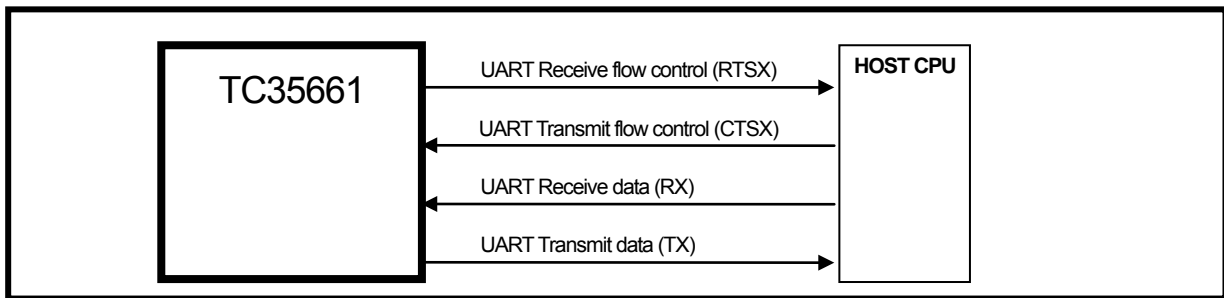 TC35661
UART Receive flow control (RTSX)
HOST CPU
UART Transmit flow control (CTSX)
UART Receive data (RX)
UART Transmit data (TX)